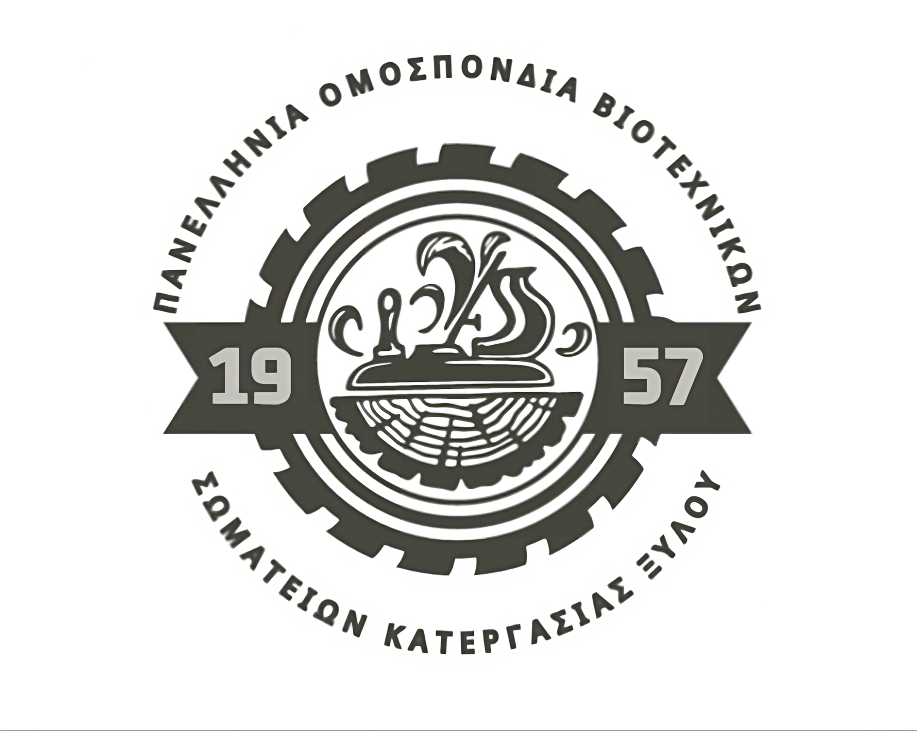 ΠΑΝΕΛΛΗΝΙΑ ΟΜΟΣΠΟΝΔΙΑ ΒΙΟΤΕΧΝΙΚΩΝ
19 57
ΣΩΜΑΤΕΙΩΝ ΚΑΤΕΡΓΑΣΙΑΣ ΞΥΛΟΥ